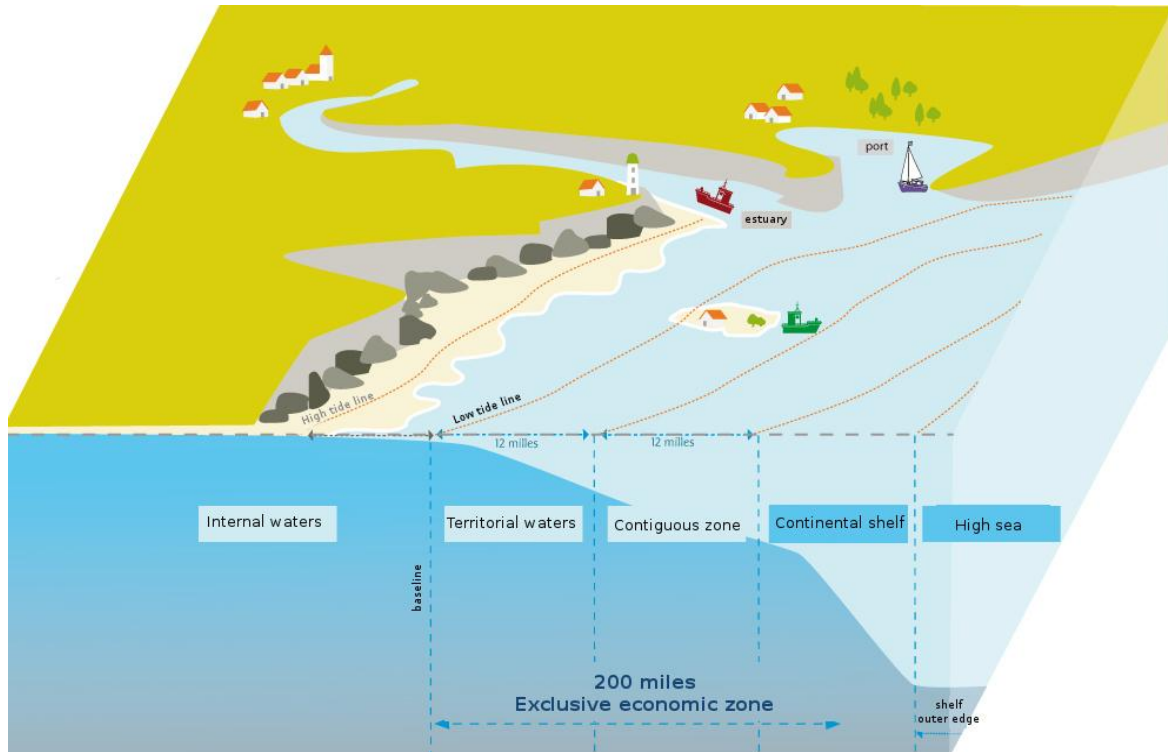 port
estuary
High tide line
Low tide line
12 milles
12 milles
Internal waters
Territorial waters
Contiguous zone
Continental shelf
High sea
baseline
200 miles
Exclusive economic zone
shelf
outer edge